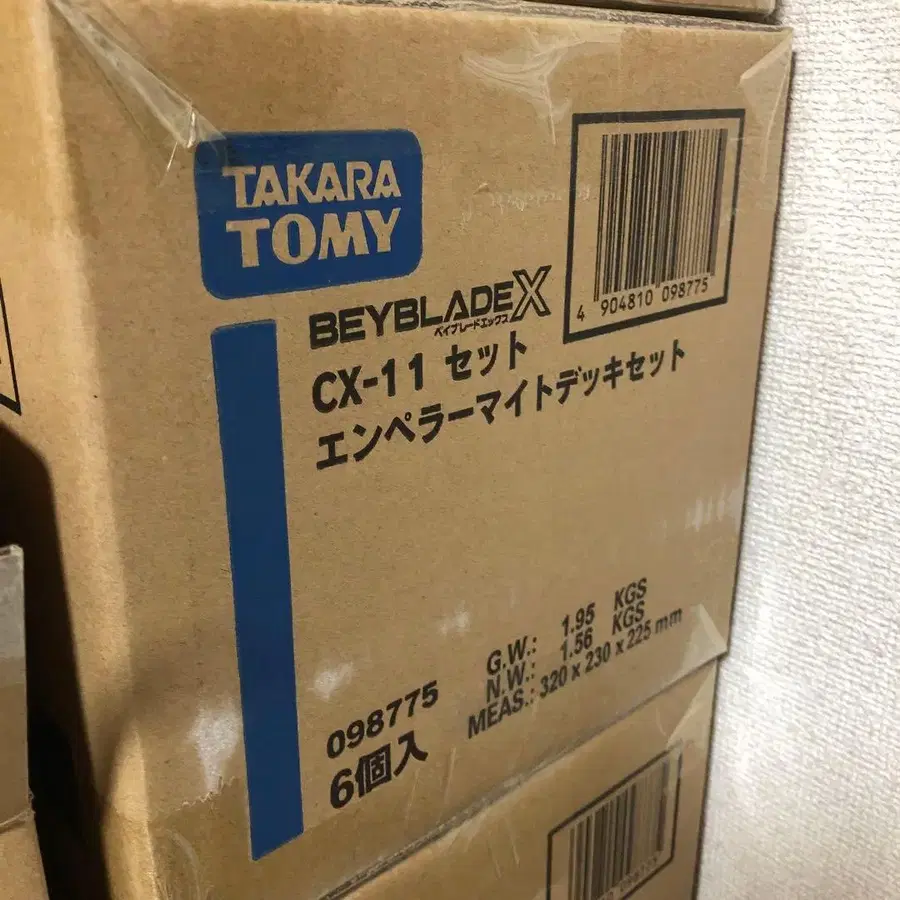 TAKARA
TOMY
BEYBLADE X
ベイブレードエックス
CX-11 セット
エンペラーマイトデッキセット
4 904810 098775
098775
6個入
G.W.: 1.95 KGS
N.W.: 1.56 KGS
MEAS.: 320 x 230 x 225 mm
098775